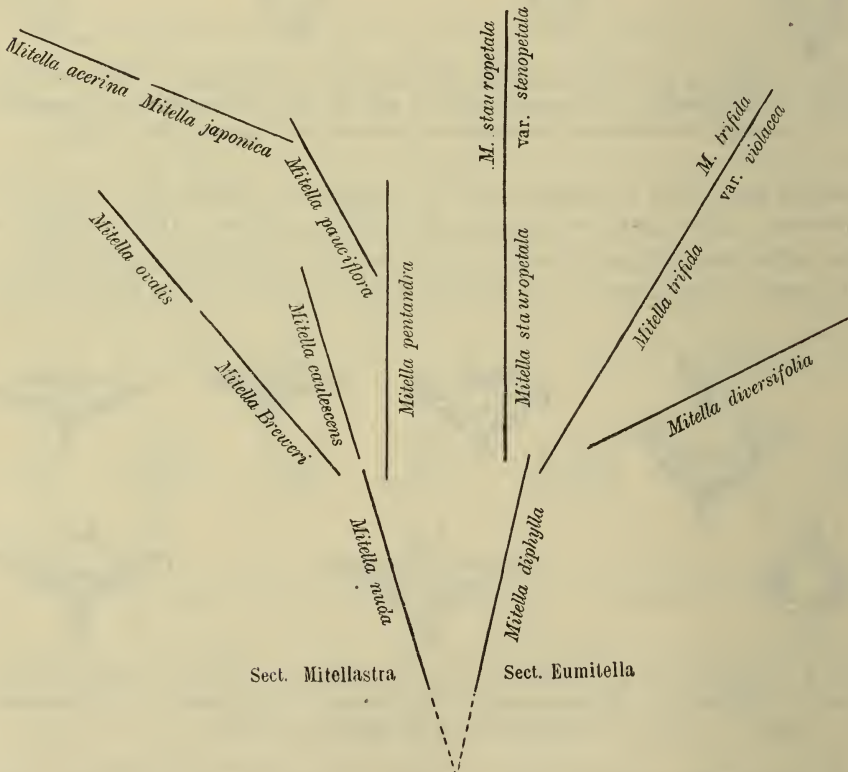 Mitella acerina
Mitella japonica
Mitella pauciflora
Mitella ovalis
Mitella Breweri
Mitella caulescens
Mitella pentandra
Mitella nuda
Sect. Mitellastra
M. stauropetala
var. stenopetala
Mitella stauropetala
M. trifida
var. violacea
Mitella trifida
Mitella diversifolia
Mitella diphylla
Sect. Eumitella